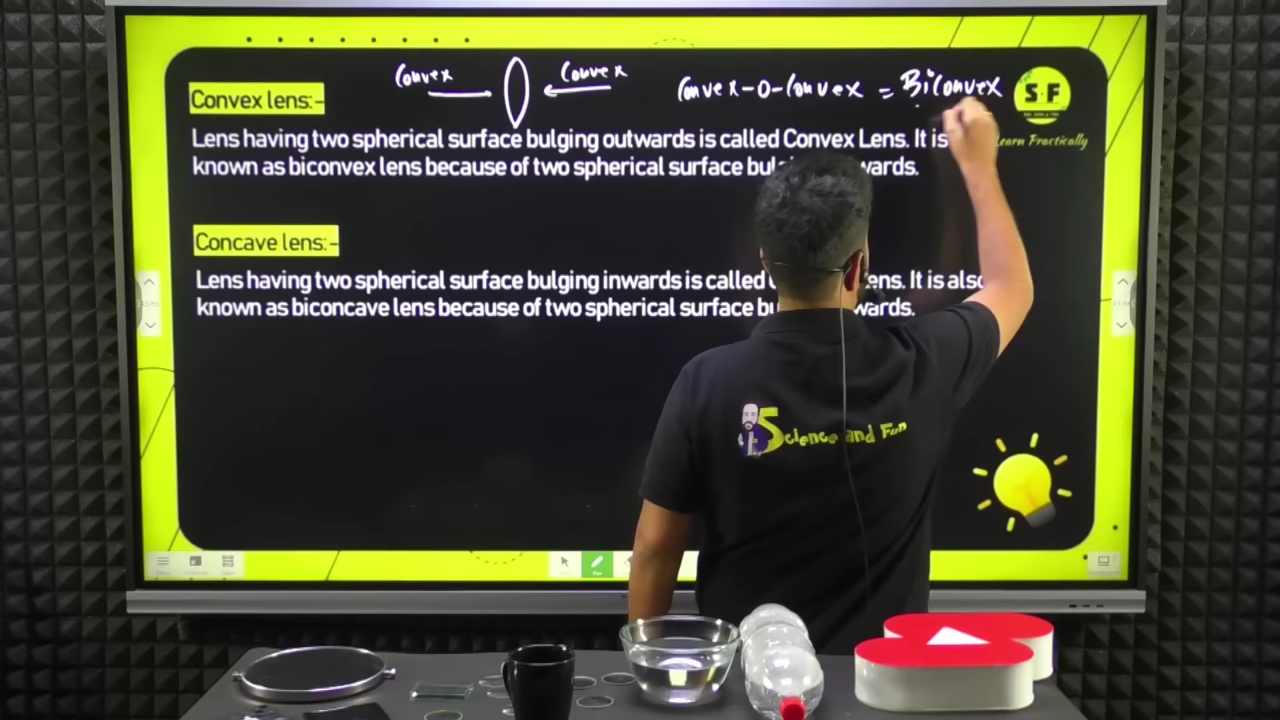 Convex Convex Convex-O-Convex = BiConvex
S F
Learn Practically
Convex lens:-
Lens having two spherical surface bulging outwards is called Convex Lens. It is
known as biconvex lens because of two spherical surface wards.
Concave lens:-
Lens having two spherical surface bulging inwards is called ens. It is also
known as biconcave lens because of two spherical surface wards.
Science and Fun
Pen